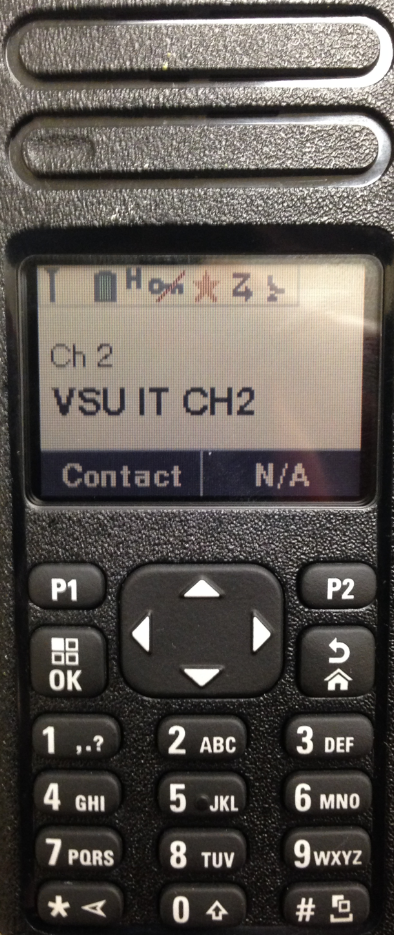 H Z
Ch 2
VSU IT CH2
Contact N/A
P1 P2
OK
1 ,.? 2 ABC 3 DEF
4 GHI 5 JKL 6 MNO
7 PQRS 8 TUV 9 WXYZ
* 0 #